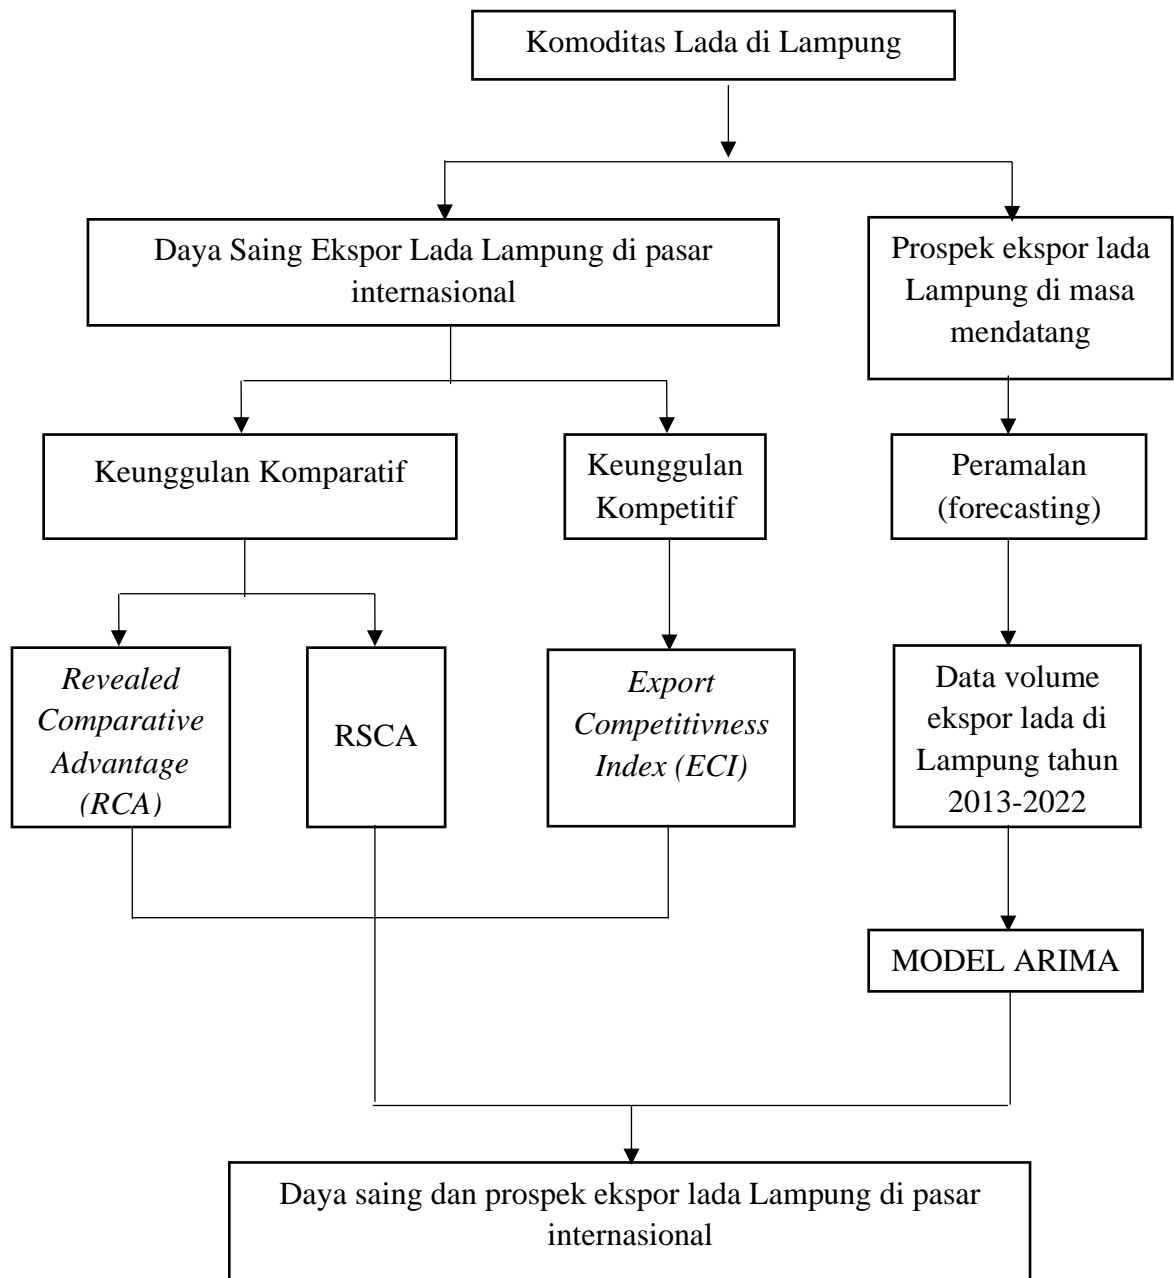 Komoditas Lada di Lampung
Daya Saing Ekspor Lada Lampung di pasar
internasional
Prospek ekspor lada
Lampung di masa
mendatang
Keunggulan Komparatif
Keunggulan
Kompetitif
Peramalan
(forecasting)
Revealed
Comparative
Advantage
(RCA)
RSCA
Export
Competitivness
Index (ECI)
Data volume
ekspor lada di
Lampung tahun
2013-2022
MODEL ARIMA
Daya saing dan prospek ekspor lada Lampung di pasar
internasional